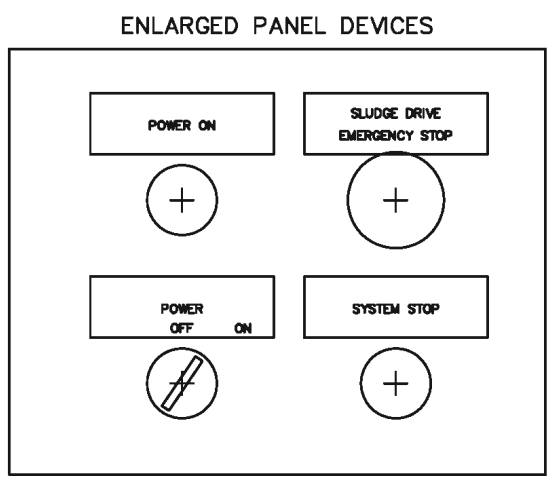 ENLARGED PANEL DEVICES
POWER ON
SLUDGE DRIVE
EMERGENCY STOP
POWER
OFF ON
SYSTEM STOP